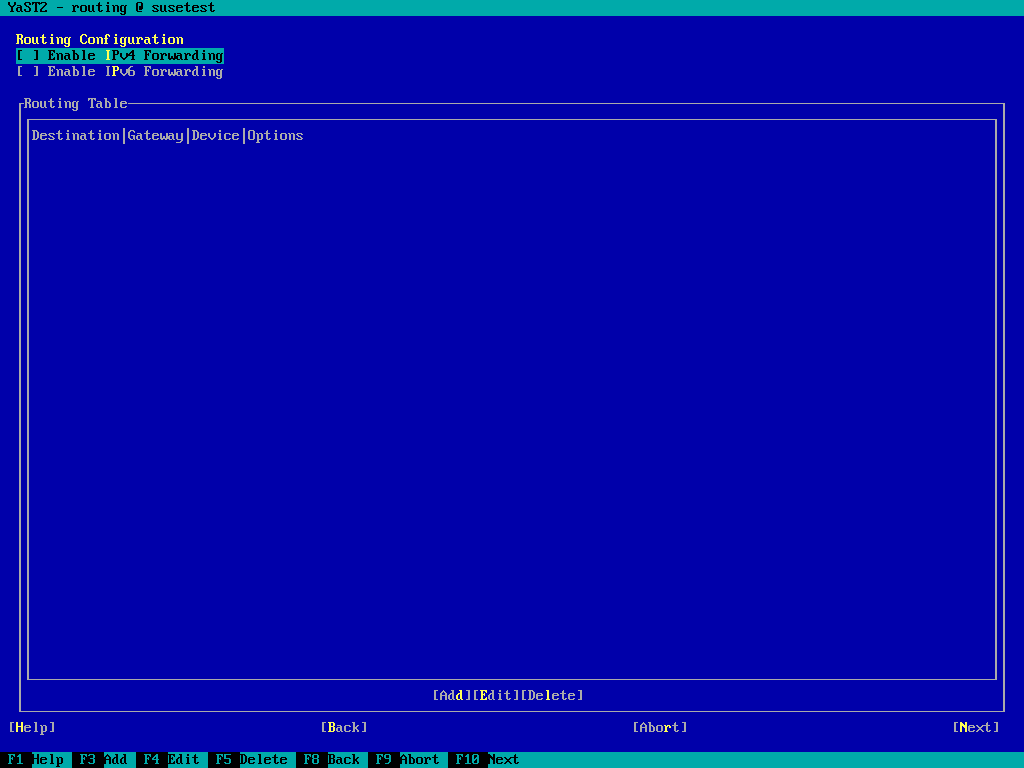 YaST2 - routing @ susetest
Routing Configuration
[ ] Enable IPv4 Forwarding
[ ] Enable IPv6 Forwarding
Routing Table
Destination|Gateway|Device|Options
[Add][Edit][Delete]
[Help] [Back] [Abort] [Next]
F1 Help F3 Add F4 Edit F5 Delete F8 Back F9 Abort F10 Next